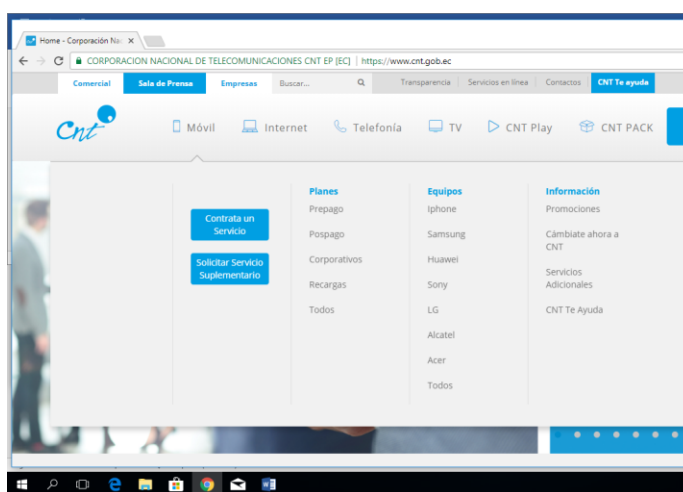 Home - Corporación Nac
CORPORACION NACIONAL DE TELECOMUNICACIONES CNT EP [EC] | https://www.cnt.gob.ec
Comercial Sala de Prensa Empresas Buscar... Transparencia Servicios en línea Contactos CNT Te ayuda
Cnt Móvil Internet Telefonía TV CNT Play CNT PACK
Contrata un
Servicio
Solicitar Servicio
Suplementario
Planes
Prepago
Pospago
Corporativos
Recargas
Todos
Equipos
Iphone
Samsung
Huawei
Sony
LG
Alcatel
Acer
Todos
Información
Promociones
Cámbiate ahora a
CNT
Servicios
Adicionales
CNT Te Ayuda